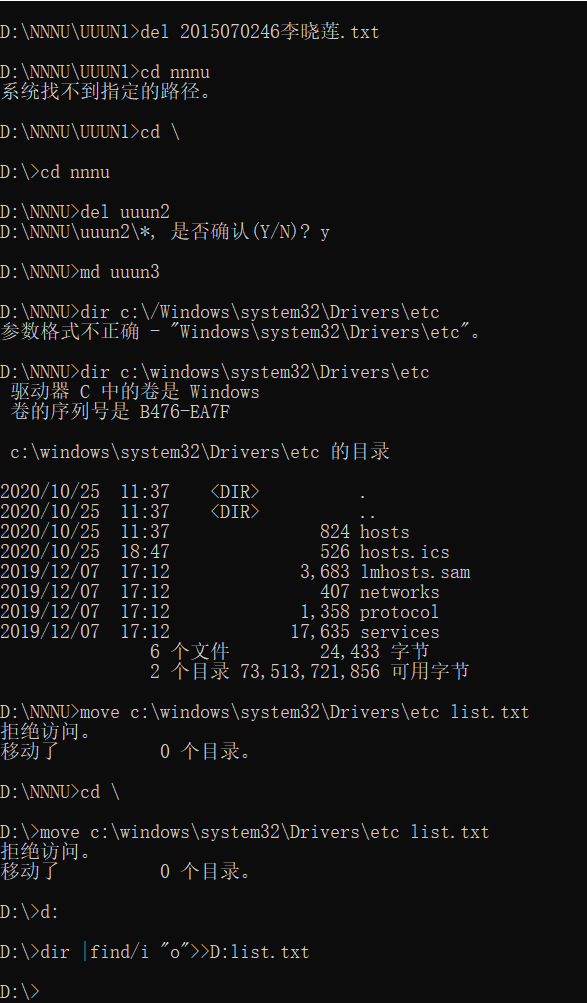 D:\NNNU\UUUN1>del 2015070246李晓莲.txt
D:\NNNU\UUUN1>cd nnnu
系统找不到指定的路径。
D:\NNNU\UUUN1>cd \
D:\>cd nnnu
D:\NNNU>del uuun2
D:\NNNU\uuun2\*, 是否确认(Y/N)? y
D:\NNNU>md uuun3
D:\NNNU>dir c:\/Windows\system32\Drivers\etc
参数格式不正确 - "Windows\system32\Drivers\etc"。
D:\NNNU>dir c:\windows\system32\Drivers\etc
驱动器 C 中的卷是 Windows
卷的序列号是 B476-EA7F
c:\windows\system32\Drivers\etc 的目录
2020/10/25  11:37    <DIR>          .
2020/10/25  11:37    <DIR>          ..
2020/10/25  11:37               824 hosts
2020/10/25  18:47               526 hosts.ics
2019/12/07  17:12             3,683 lmhosts.sam
2019/12/07  17:12               407 networks
2019/12/07  17:12             1,358 protocol
2019/12/07  17:12            17,635 services
6 个文件         24,433 字节
2 个目录 73,513,721,856 可用字节
D:\NNNU>move c:\windows\system32\Drivers\etc list.txt
拒绝访问。
移动了         0 个目录。
D:\NNNU>cd \
D:\>move c:\windows\system32\Drivers\etc list.txt
拒绝访问。
移动了         0 个目录。
D:\>d:
D:\>dir |find/i "o">>D:list.txt
D:\>